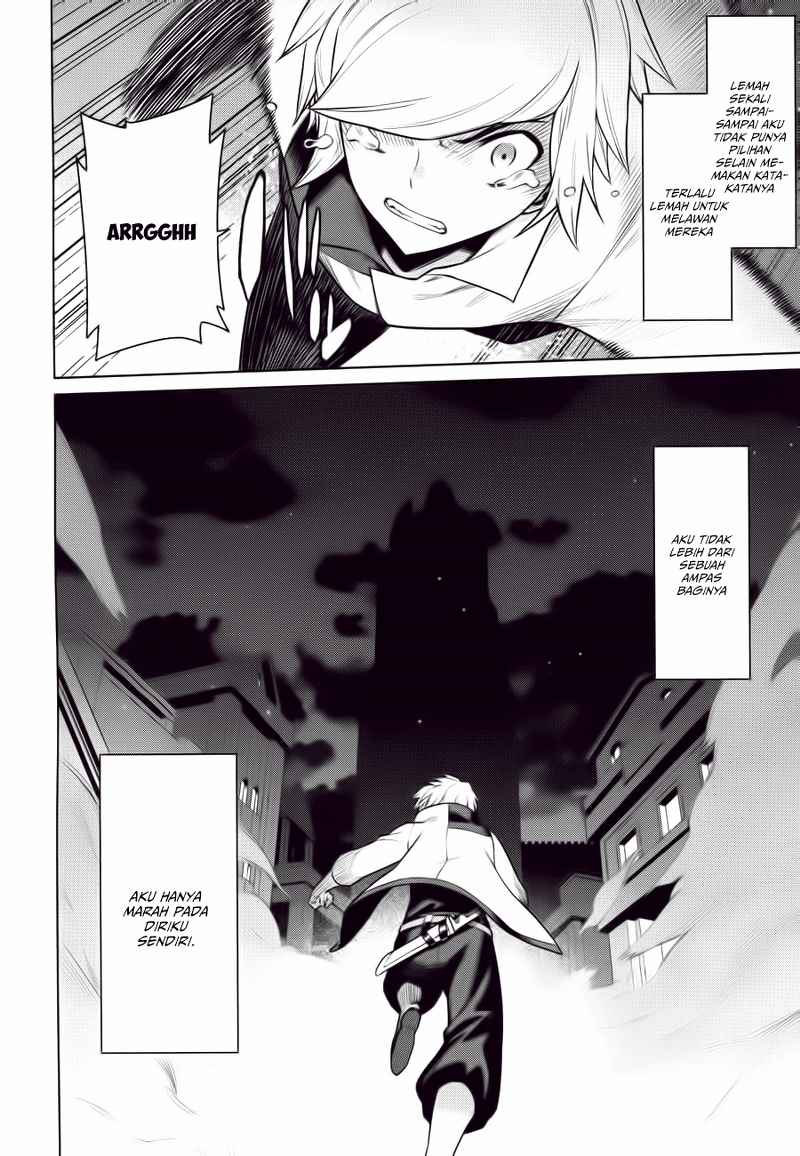 LEMAH
SEKALI
SAMPAI-
SAMPAI AKU
TIDAK PUNYA
PILIHAN
SELAIN ME-
MAKAN KATA-
KATANYA
TERLALU
LEMAH UNTUK
MELAWAN
MEREKA
ARRGGHH
AKU TIDAK
LEBIH DARI
SEBUAH
AMPAS
BAGINYA
AKU HANYA
MARAH PADA
DIRIKU
SENDIRI.